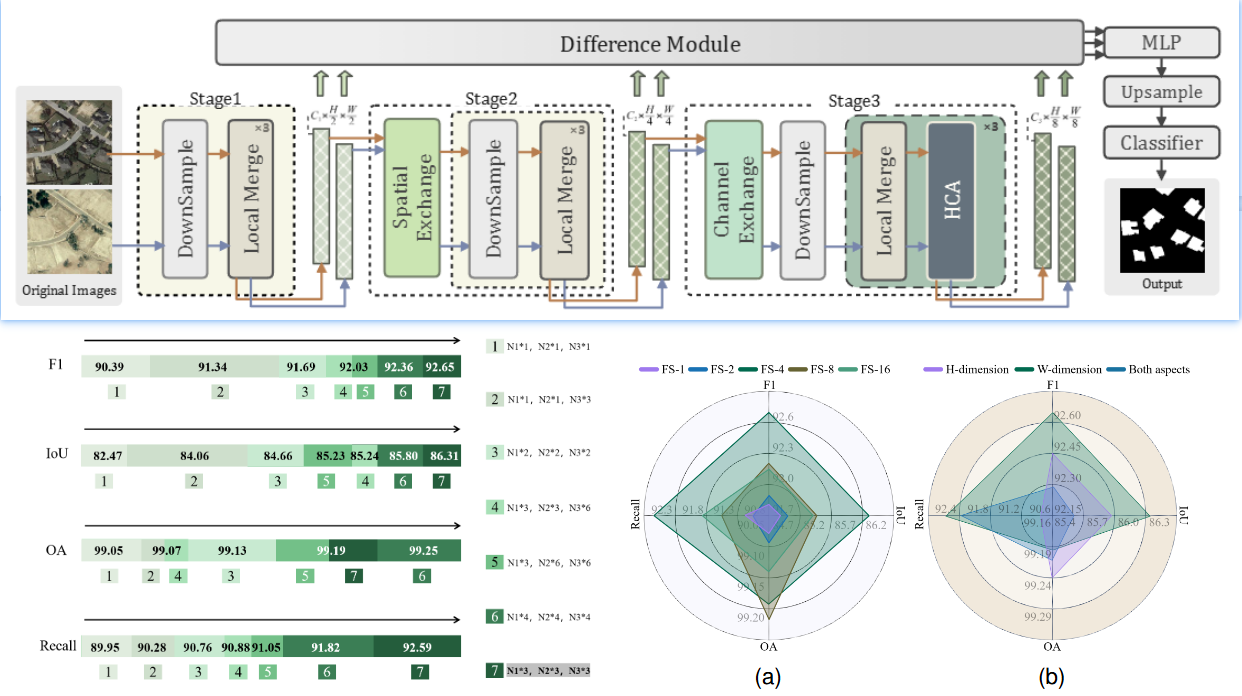 Difference Module
MLP
Upsample
Classifier
Output
Original Images
Stage1
DownSample
Local Merge
×3
C₁×H/2×W/2
Stage2
Spatial Exchange
DownSample
Local Merge
×3
C₂×H/4×W/4
Stage3
Channel Exchange
DownSample
Local Merge
HCA
×3
C₃×H/8×W/8
F1
90.39 91.34 91.69 92.03 92.36 92.65
1 2 3 4 5 6 7
IoU
82.47 84.06 84.66 85.23 85.24 85.80 86.31
1 2 3 5 4 6 7
OA
99.05 99.07 99.13 99.19 99.25
1 2 4 3 5 7 6
Recall
89.95 90.28 90.76 90.88 91.05 91.82 92.59
1 2 3 4 5 6 7
1 N1*1, N2*1, N3*1
2 N1*1, N2*1, N3*3
3 N1*2, N2*2, N3*2
4 N1*3, N2*3, N3*6
5 N1*3, N2*6, N3*6
6 N1*4, N2*4, N3*4
7 N1*3, N2*3, N3*3
FS-1 FS-2 FS-4 FS-8 FS-16
F1
92.6
92.3
92.0
Recall
92.3 91.8
85.2 85.7 86.2
IoU
99.10
99.15
99.20
OA
(a)
H-dimension W-dimension Both aspects
F1
92.60
92.45
92.30
92.15
Recall
92.4 91.8 91.2 90.6
85.4 85.7 86.0 86.3
IoU
99.16
99.19
99.24
99.29
OA
(b)